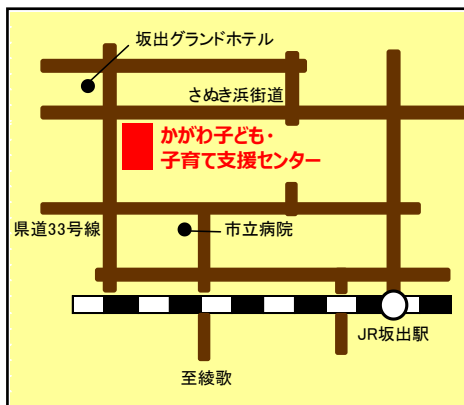 坂出グランドホテル
さぬき浜街道
かがわ子ども・
子育て支援センター
県道33号線
市立病院
JR坂出駅
至綾歌